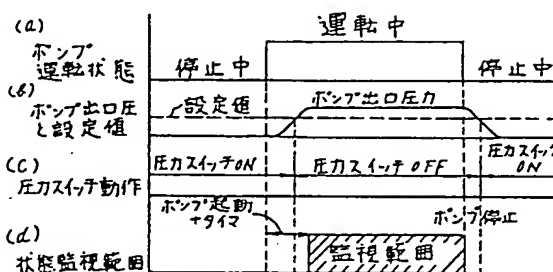 (a)
ポンプ
運転状態
停止中
運転中
停止中
(b)
ポンプ出口圧
と設定値
設定値
ポンプ出口圧力
(c)
圧力スイッチ動作
圧力スイッチON
圧力スイッチOFF
圧力スイッチ
ON
(d)
状態監視範囲
ポンプ起動
+タイマ
監視範囲
ポンプ停止